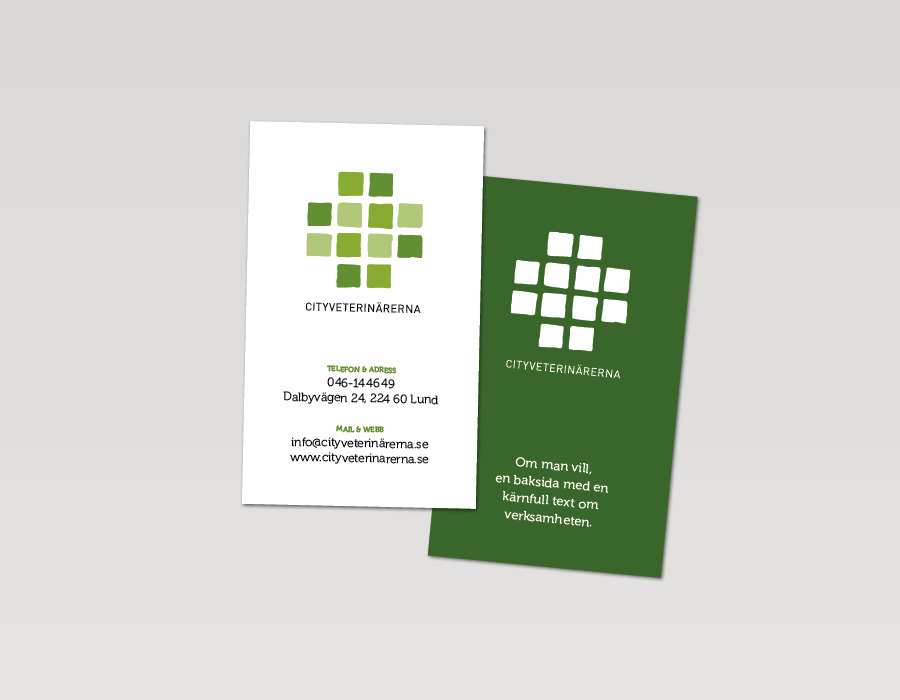 CITYVETERINÄRERNA
TELEFON & ADRESS
046-144649
Dalbyvägen 24, 224 60 Lund
MAIL & WEBB
info@cityveterinärerna.se
www.cityveterinarerna.se
CITYVETERINÄRERNA
Om man vill,
en baksida med en
kärnfull text om
verksamheten.